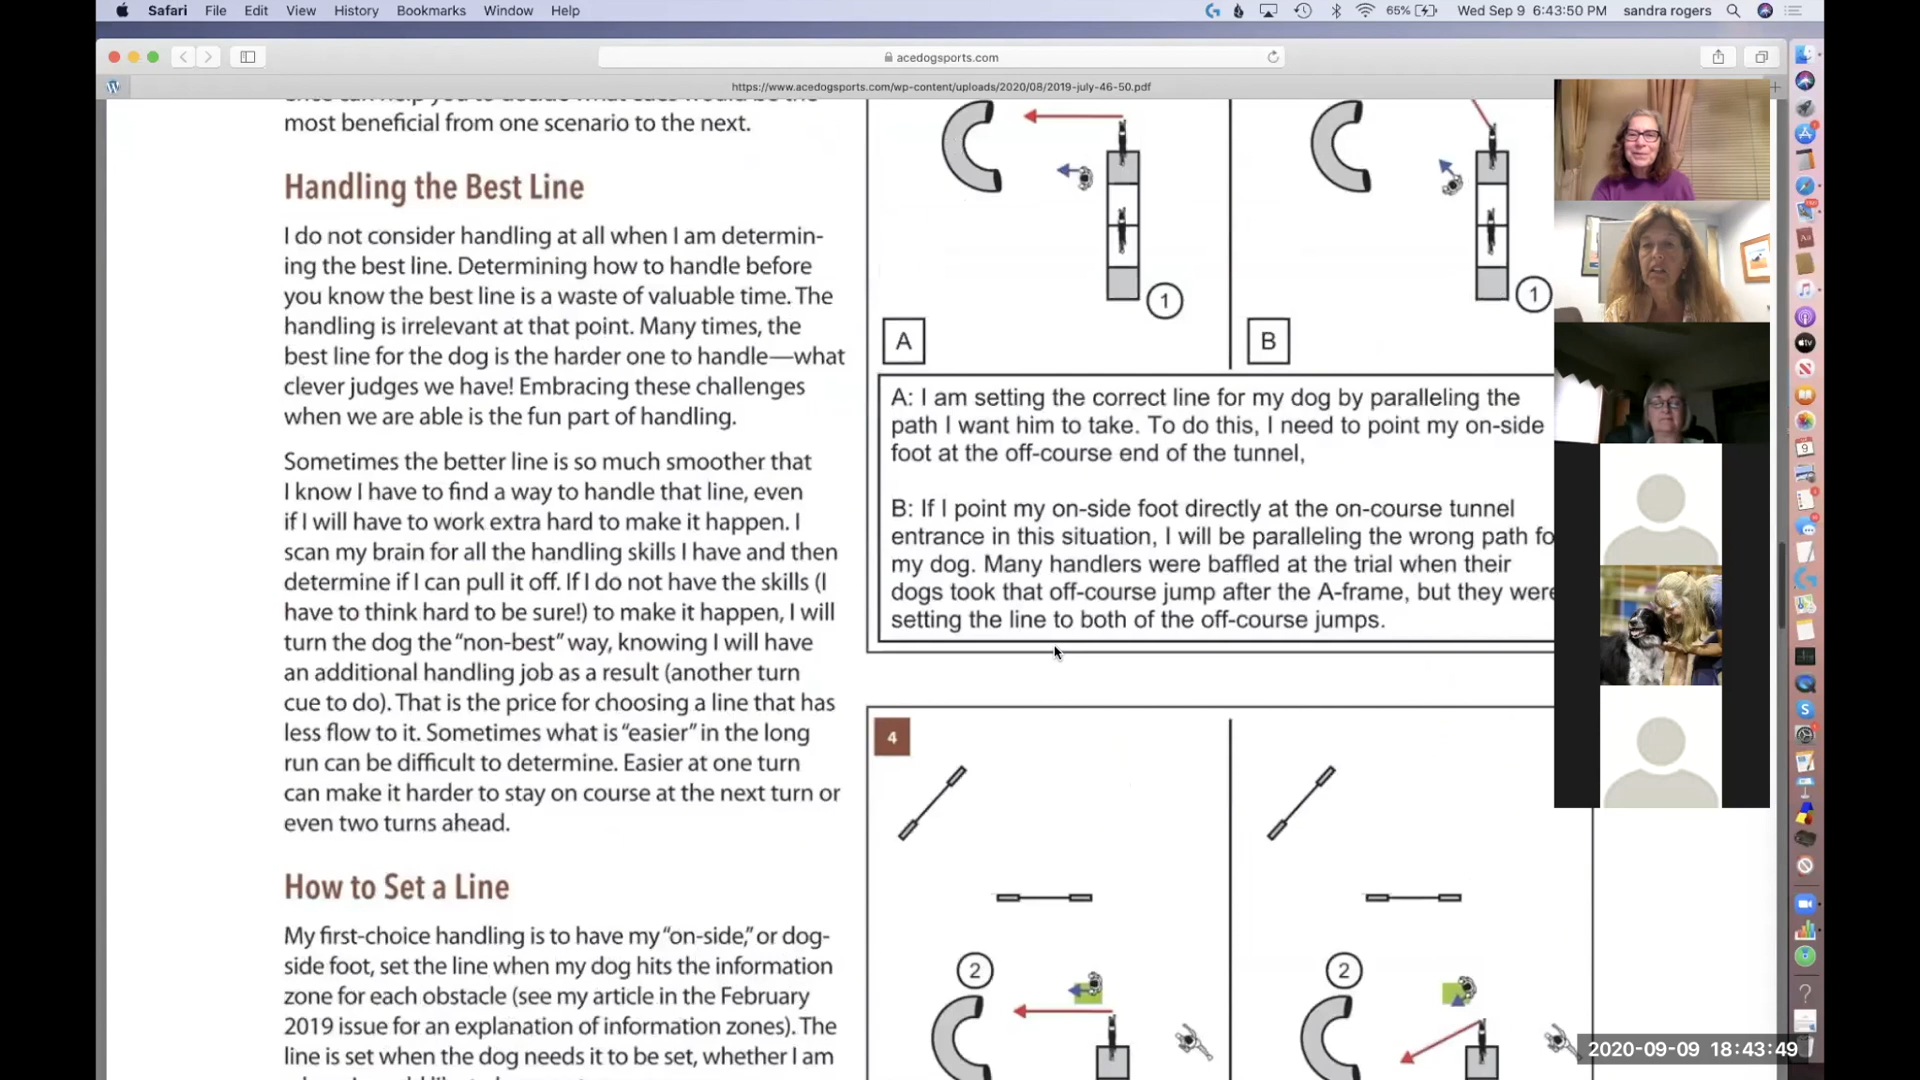 Safari File Edit View History Bookmarks Window Help
65% Wed Sep 9 6:43:50 PM sandra rogers
acedogsports.com
https://www.acedogsports.com/wp-content/uploads/2020/08/2019-july-46-50.pdf
most beneficial from one scenario to the next.
Handling the Best Line
I do not consider handling at all when I am determin-
ing the best line. Determining how to handle before
you know the best line is a waste of valuable time. The
handling is irrelevant at that point. Many times, the
best line for the dog is the harder one to handle—what
clever judges we have! Embracing these challenges
when we are able is the fun part of handling.
Sometimes the better line is so much smoother that
I know I have to find a way to handle that line, even
if I will have to work extra hard to make it happen. I
scan my brain for all the handling skills I have and then
determine if I can pull it off. If I do not have the skills (I
have to think hard to be sure!) to make it happen, I will
turn the dog the “non-best” way, knowing I will have
an additional handling job as a result (another turn
cue to do). That is the price for choosing a line that has
less flow to it. Sometimes what is “easier” in the long
run can be difficult to determine. Easier at one turn
can make it harder to stay on course at the next turn or
even two turns ahead.
How to Set a Line
My first-choice handling is to have my “on-side,” or dog-
side foot, set the line when my dog hits the information
zone for each obstacle (see my article in the February
2019 issue for an explanation of information zones). The
line is set when the dog needs it to be set, whether I am
1
1
A
B
A: I am setting the correct line for my dog by paralleling the
path I want him to take. To do this, I need to point my on-side
foot at the off-course end of the tunnel,
B: If I point my on-side foot directly at the on-course tunnel
entrance in this situation, I will be paralleling the wrong path fo
my dog. Many handlers were baffled at the trial when their
dogs took that off-course jump after the A-frame, but they were
setting the line to both of the off-course jumps.
4
2
2
2020-09-09 18:43:49